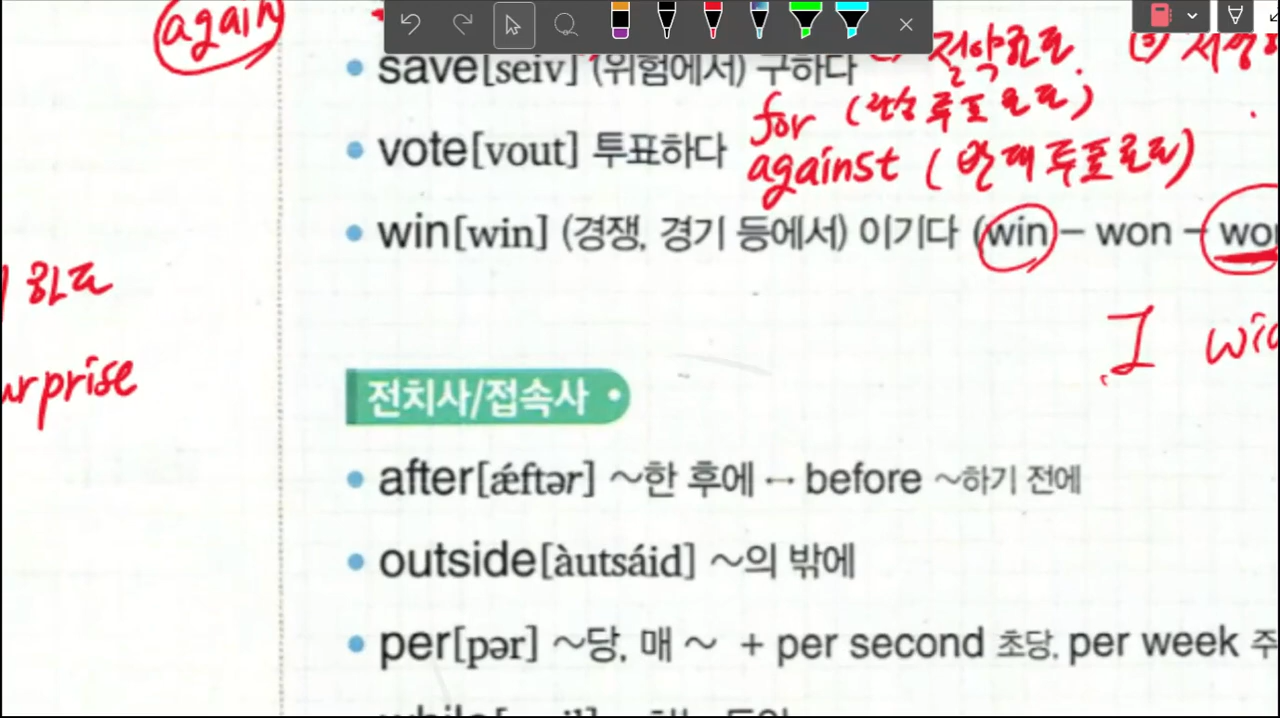 again
save[seiv] (위험에서) 구하다 절약하다. ③ 저장
for (찬성 투표하다)
vote[vout] 투표하다
against (반대 투표하다)
win[win] (경쟁, 경기 등에서) 이기다 (win – won –
하다
I
urprise
전치사/접속사
after[ǽftər] ~한 후에 ↔ before ~하기 전에
outside[àutsáid] ~의 밖에
per[pər] ~당, 매 ~ + per second 초당, per week 주